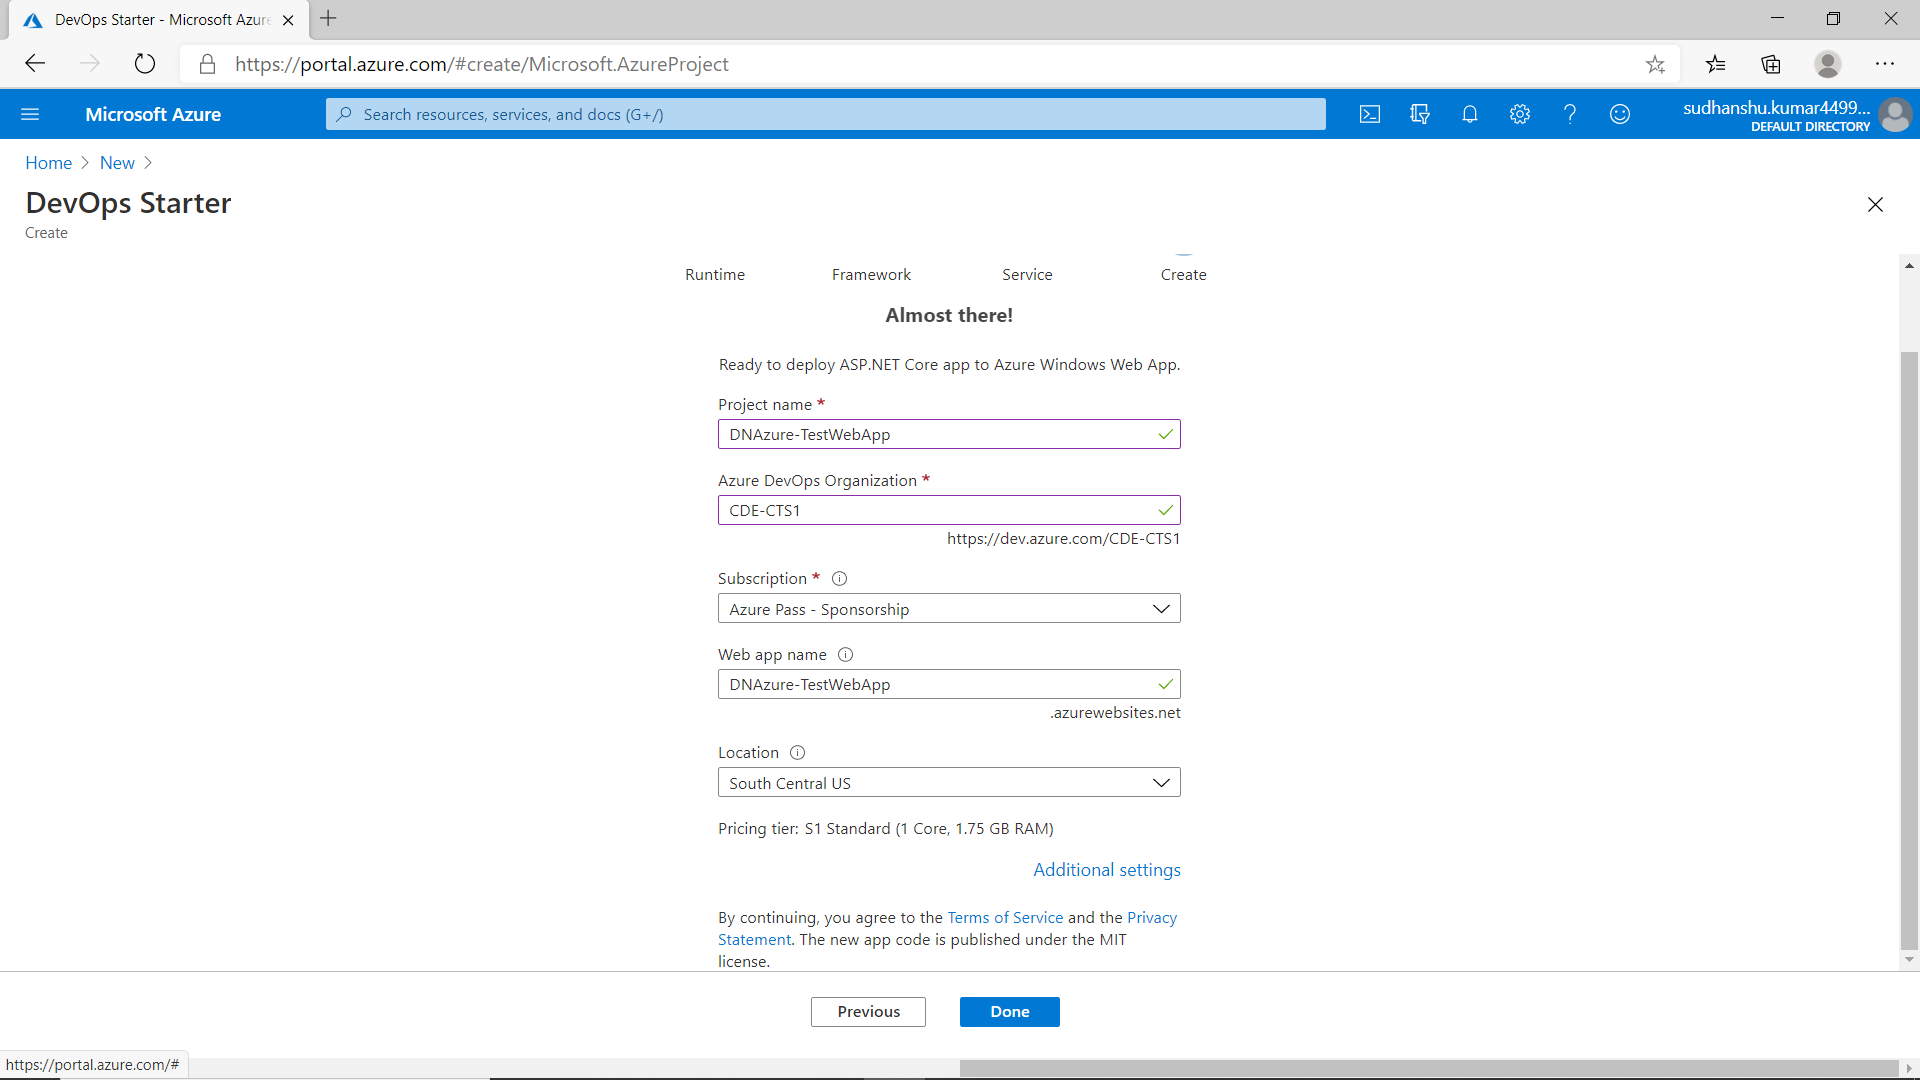 DevOps Starter - Microsoft Azure
https://portal.azure.com/#create/Microsoft.AzureProject
Microsoft Azure
Search resources, services, and docs (G+/)
sudhanshu.kumar4499...
DEFAULT DIRECTORY
Home > New >
DevOps Starter
Create
Runtime Framework Service Create
Almost there!
Ready to deploy ASP.NET Core app to Azure Windows Web App.
Project name *
DNAzure-TestWebApp
Azure DevOps Organization *
CDE-CTS1
https://dev.azure.com/CDE-CTS1
Subscription *
Azure Pass - Sponsorship
Web app name
DNAzure-TestWebApp
.azurewebsites.net
Location
South Central US
Pricing tier: S1 Standard (1 Core, 1.75 GB RAM)
Additional settings
By continuing, you agree to the Terms of Service and the Privacy
Statement. The new app code is published under the MIT
license.
Previous Done
https://portal.azure.com/#